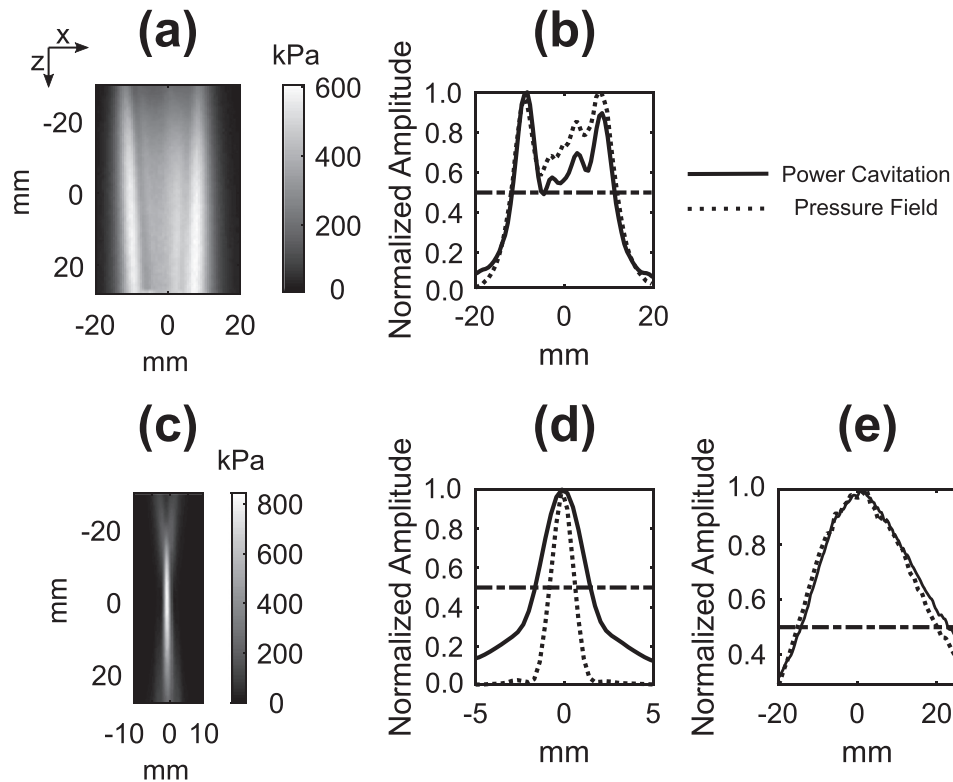 (a)
x
z
kPa
600
400
200
0
-20
0
20
mm
-20 0 20
mm
(b)
Normalized Amplitude
1.0
0.8
0.6
0.4
0.2
0.0
-20 0 20
mm
Power Cavitation
Pressure Field
(c)
kPa
800
600
400
200
0
-20
0
20
mm
-10 0 10
mm
(d)
Normalized Amplitude
1.0
0.8
0.6
0.4
0.2
0.0
-5 0 5
mm
(e)
Normalized Amplitude
1.0
0.8
0.6
0.4
-20 0 20
mm